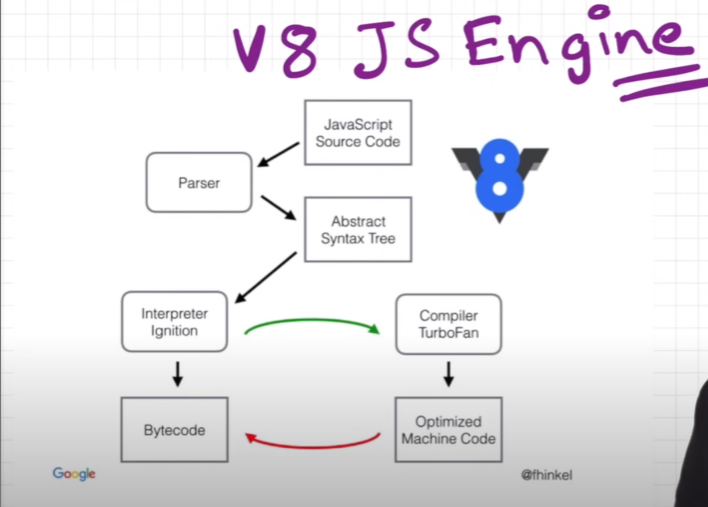 V8 JS Engine
JavaScript
Source Code
Parser
8
Abstract
Syntax Tree
Interpreter
Ignition
Compiler
TurboFan
Bytecode
Optimized
Machine Code
Google
@fhinkel